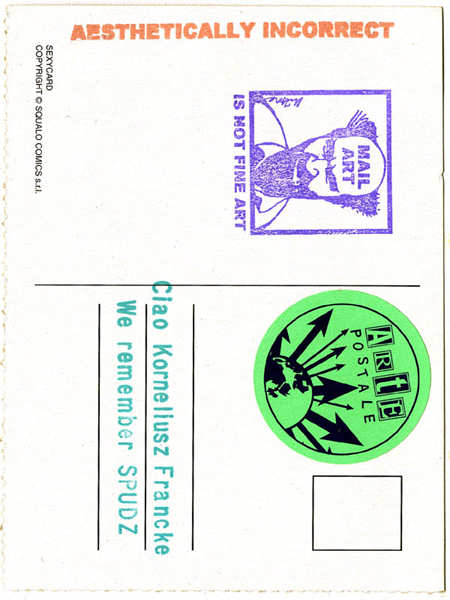 AESTHETICALLY INCORRECT
SEXYCARD
COPYRIGHT © SQUALO COMICS s.r.l.
MAIL
ART
IS NOT FINE ART
ARtE
POSTALE
Ciao Korneliusz Francke
We remember SPUDZ